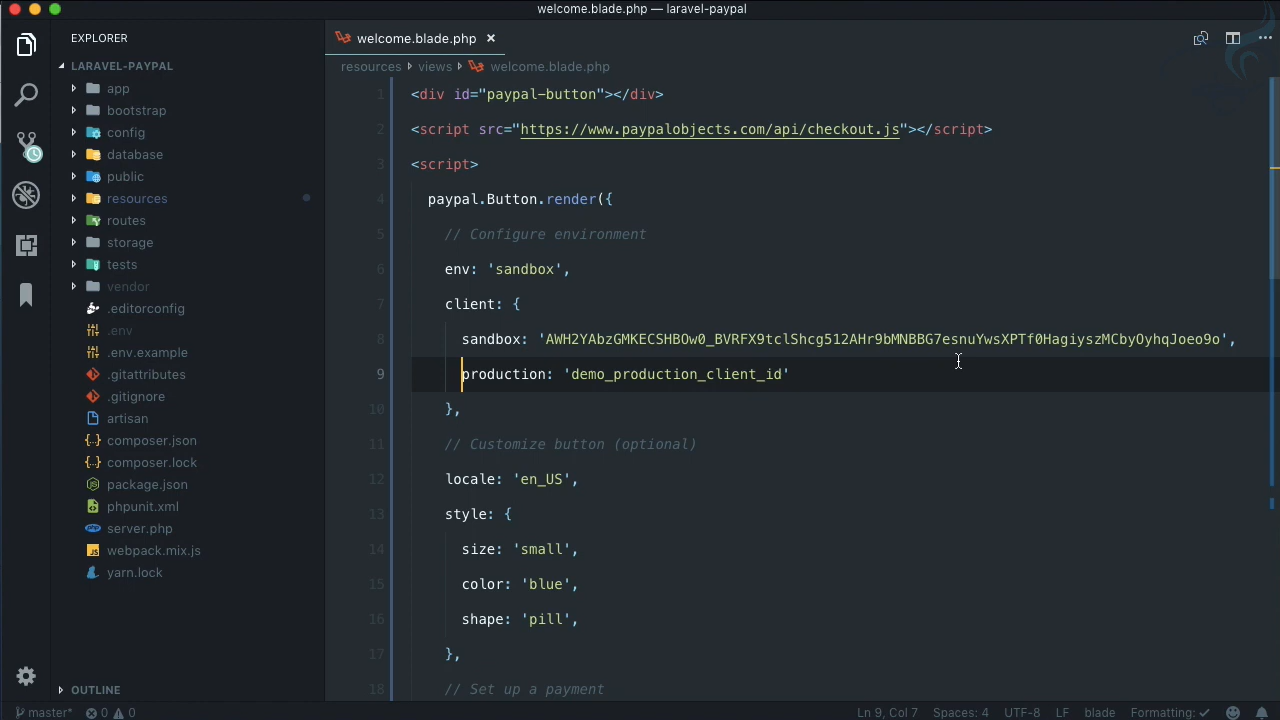 welcome.blade.php — laravel-paypal
EXPLORER
LARAVEL-PAYPAL
app
bootstrap
config
database
public
resources
routes
storage
tests
vendor
.editorconfig
.env
.env.example
.gitattributes
.gitignore
artisan
composer.json
composer.lock
package.json
phpunit.xml
server.php
webpack.mix.js
yarn.lock
OUTLINE
welcome.blade.php ×
resources views welcome.blade.php
1 <div id="paypal-button"></div>
2 <script src="https://www.paypalobjects.com/api/checkout.js"></script>
3 <script>
4 paypal.Button.render({
5 // Configure environment
6 env: 'sandbox',
7 client: {
8 sandbox: 'AWH2YAbzGMKECSHBOw0_BVRFX9tclShcg512AHr9bMNBBG7esnuYwsXPTf0HagiyszMCbyOyhqJoeo9o',
9 production: 'demo_production_client_id'
10 },
11 // Customize button (optional)
12 locale: 'en_US',
13 style: {
14 size: 'small',
15 color: 'blue',
16 shape: 'pill',
17 },
18 // Set up a payment
master* 0 0 Ln 9, Col 7 Spaces: 4 UTF-8 LF blade Formatting: ✓